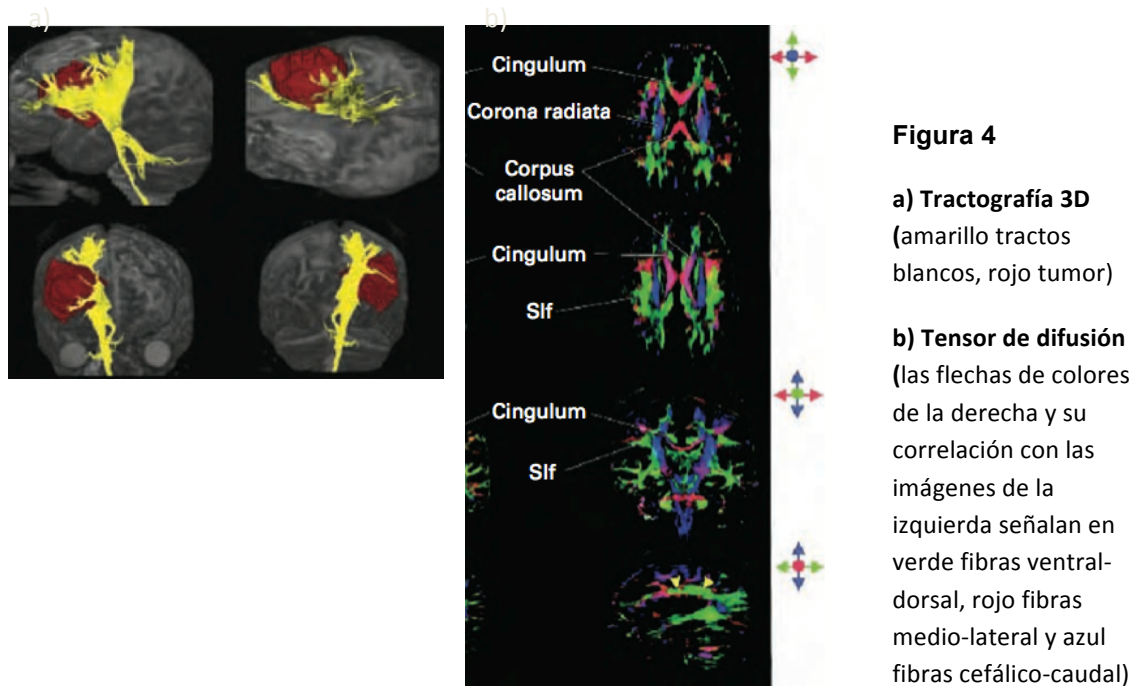 a)
b)
Cingulum
Corona radiata
Corpus
callosum
Cingulum
Slf
Cingulum
Slf
Figura 4
a) Tractografía 3D
(amarillo tractos
blancos, rojo tumor)
b) Tensor de difusión
(las flechas de colores
de la derecha y su
correlación con las
imágenes de la
izquierda señalan en
verde fibras ventral-
dorsal, rojo fibras
medio-lateral y azul
fibras cefálico-caudal)